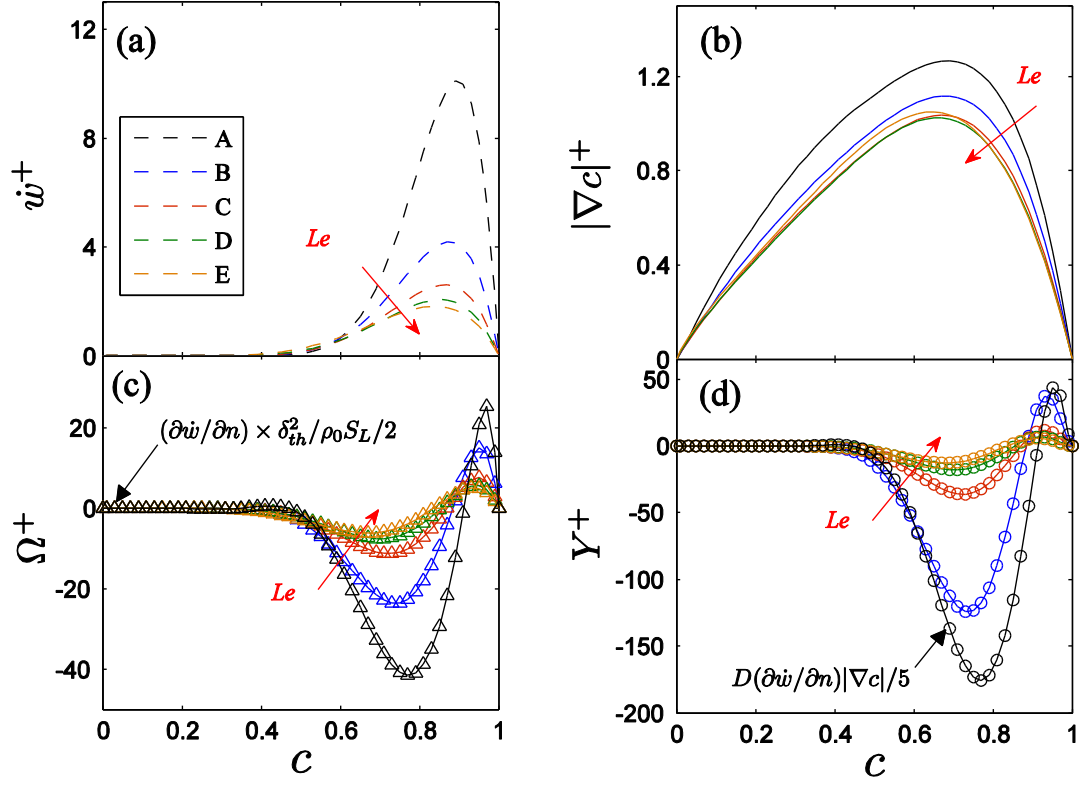 (a)
ẇ⁺
12
8
4
0
A
B
C
D
E
Le
(b)
|∇c|⁺
1.2
0.8
0.4
0
Le
(c)
Ω⁺
20
0
-20
-40
(∂ẇ/∂n) × δ²ₜₕ/ρ₀S_L/2
Le
0 0.2 0.4 0.6 0.8 1
c
(d)
Y⁺
50
0
-50
-100
-150
-200
Le
D(∂ẇ/∂n)|∇c|/5
0 0.2 0.4 0.6 0.8 1
c